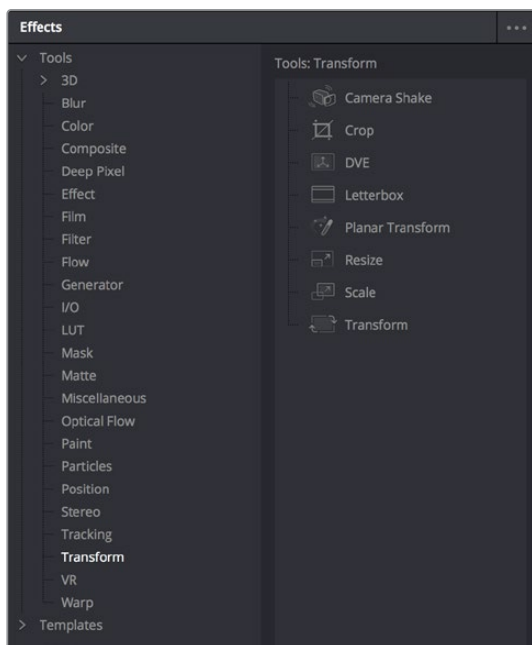 Effects
Tools
3D
Blur
Color
Composite
Deep Pixel
Effect
Film
Filter
Flow
Generator
I/O
LUT
Mask
Matte
Miscellaneous
Optical Flow
Paint
Particles
Position
Stereo
Tracking
Transform
VR
Warp
Templates
Tools: Transform
Camera Shake
Crop
DVE
Letterbox
Planar Transform
Resize
Scale
Transform